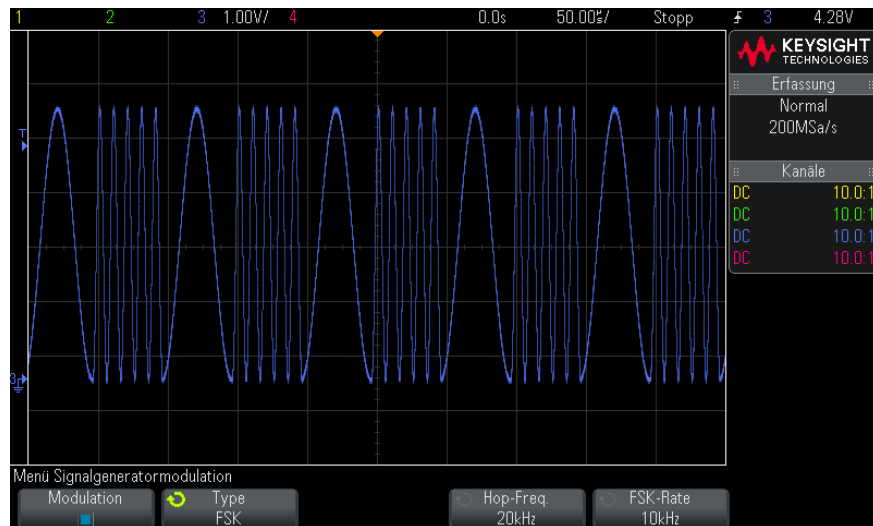 1 2 3 1.00V/ 4 0.0s 50.00㎲/ Stopp 3 4.28V
KEYSIGHT
TECHNOLOGIES
Erfassung
Normal
200MSa/s
Kanäle
DC 10.0:1
DC 10.0:1
DC 10.0:1
DC 10.0:1
T
3
Menü Signalgeneratormodulation
Modulation Type Hop-Freq. FSK-Rate
FSK 20kHz 10kHz